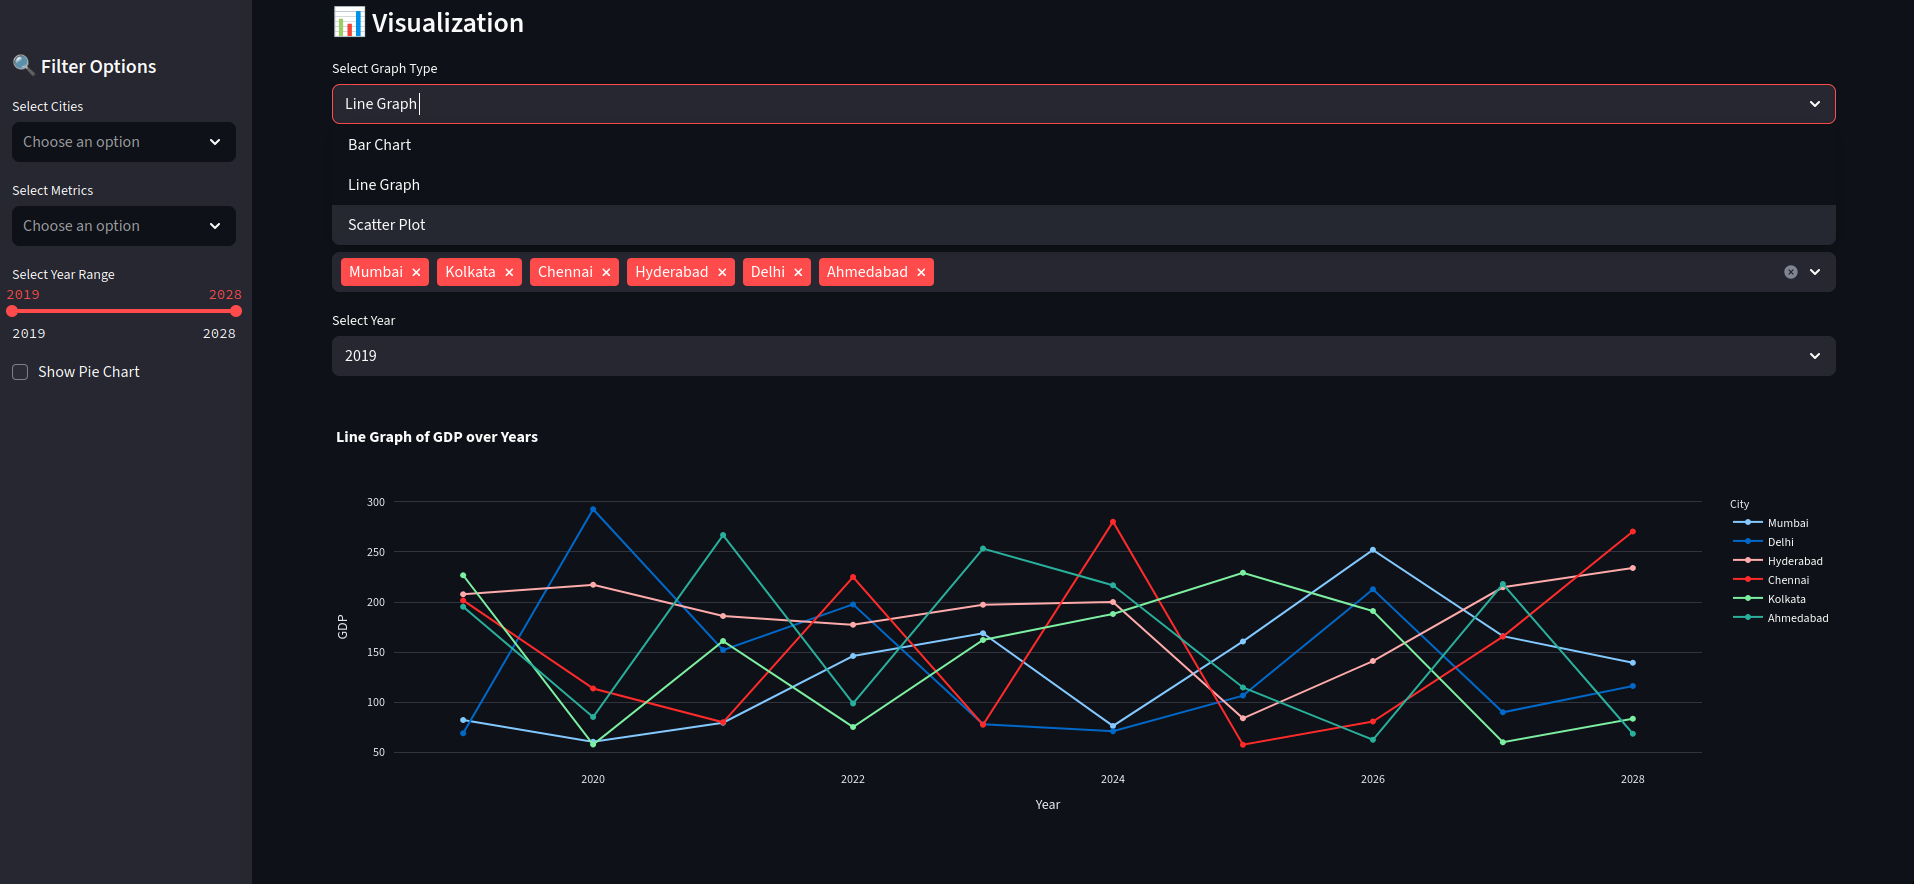 🔍 Filter Options
Select Cities
Choose an option
Select Metrics
Choose an option
Select Year Range
2019 2028
2019 2028
Show Pie Chart
📊 Visualization
Select Graph Type
Line Graph
Bar Chart
Line Graph
Scatter Plot
Mumbai × Kolkata × Chennai × Hyderabad × Delhi × Ahmedabad ×
Select Year
2019
Line Graph of GDP over Years
300
250
200
150
100
50
GDP
2020 2022 2024 2026 2028
Year
City
Mumbai
Delhi
Hyderabad
Chennai
Kolkata
Ahmedabad